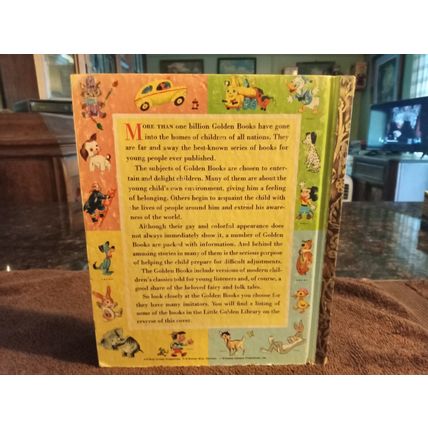 MORE THAN one billion Golden Books have gone
into the homes of children of all nations. They
are far and away the best-known series of books for
young people ever published.
The subjects of Golden Books are chosen to enter-
tain and delight children. Many of them are about the
young child's own environment, giving him a feeling
of belonging. Others begin to acquaint the child with
the lives of people around him and extend his aware-
ness of the world.
Although their gay and colorful appearance does
not always immediately show it, a number of Golden
Books are packed with information. And behind the
amusing stories in many of them is the serious purpose
of helping the child prepare for difficult adjustments.
The Golden Books include versions of modern chil-
dren's classics told for young listeners and, of course, a
good share of the beloved fairy and folk tales.
So look closely at the Golden Books you choose for
they have many imitators. You will find a listing of
some of the books in the Little Golden Library on the
reverse of this cover.